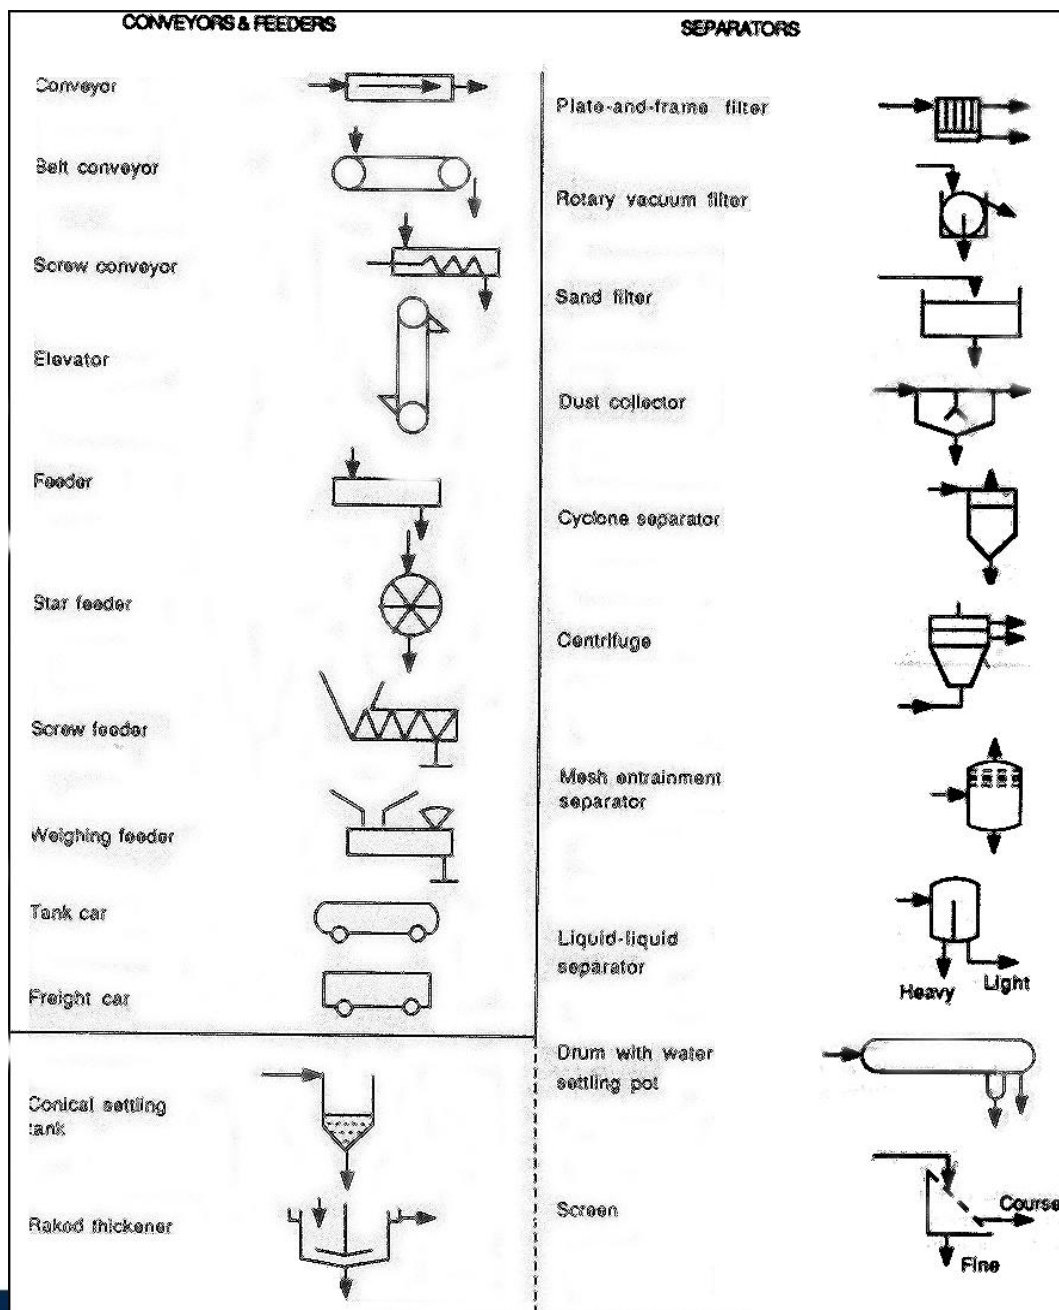 CONVEYORS & FEEDERS
Conveyor
Belt conveyor
Screw conveyor
Elevator
Feeder
Star feeder
Screw feeder
Weighing feeder
Tank car
Freight car
Conical settling
tank
Raked thickener
SEPARATORS
Plate-and-frame filter
Rotary vacuum filter
Sand filter
Dust collector
Cyclone separator
Centrifuge
Mesh entrainment
separator
Liquid-liquid
separator
Heavy
Light
Drum with water
settling pot
Screen
Course
Fine